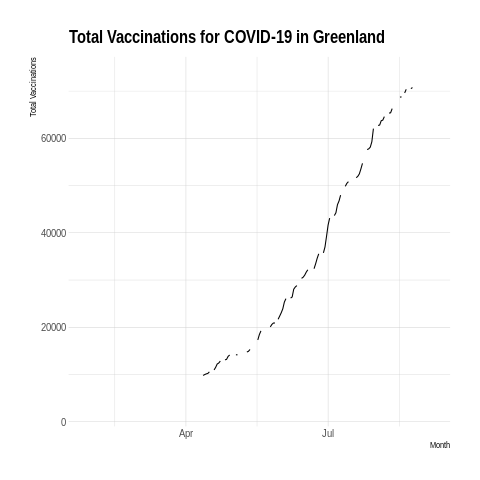 Total Vaccinations for COVID-19 in Greenland
Total Vaccinations
60000
40000
20000
0
Apr Jul
Month